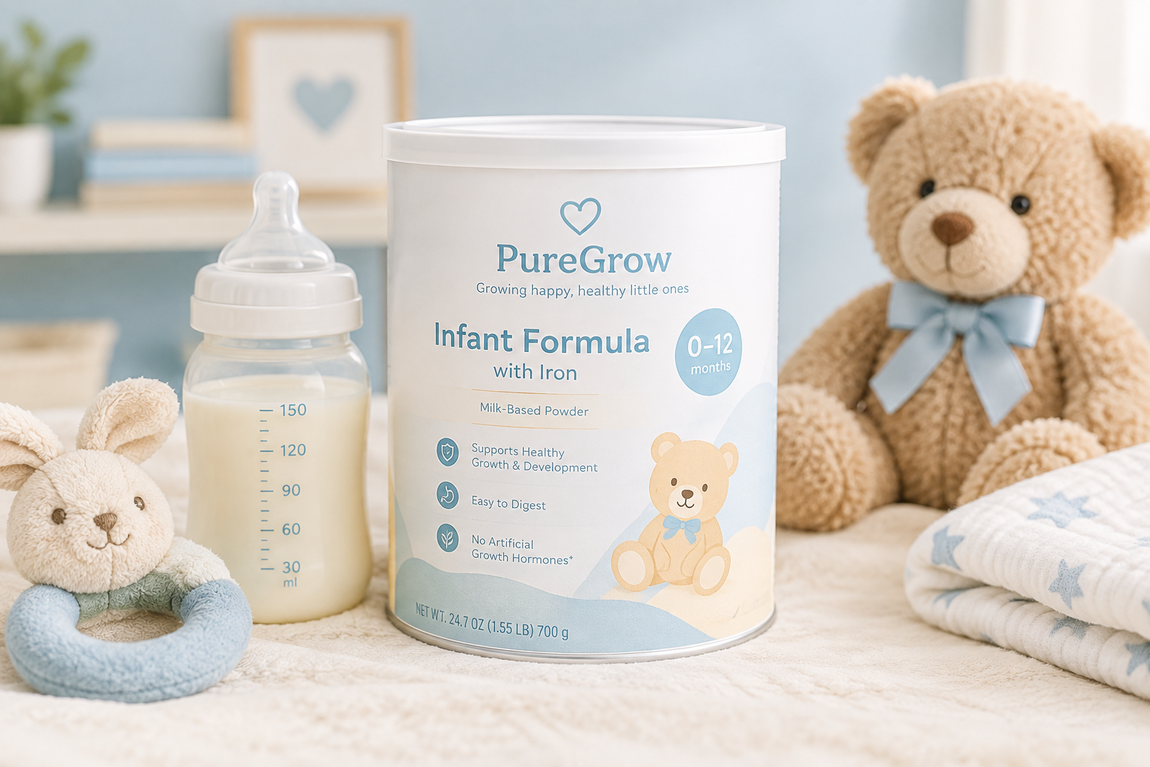 PureGrow
Growing happy, healthy little ones
Infant Formula
with Iron
0–12
months
Milk-Based Powder
Supports Healthy
Growth & Development
Easy to Digest
No Artificial
Growth Hormones*
NET WT. 24.7 OZ (1.55 LB) 700 g
150
120
90
60
30
ml